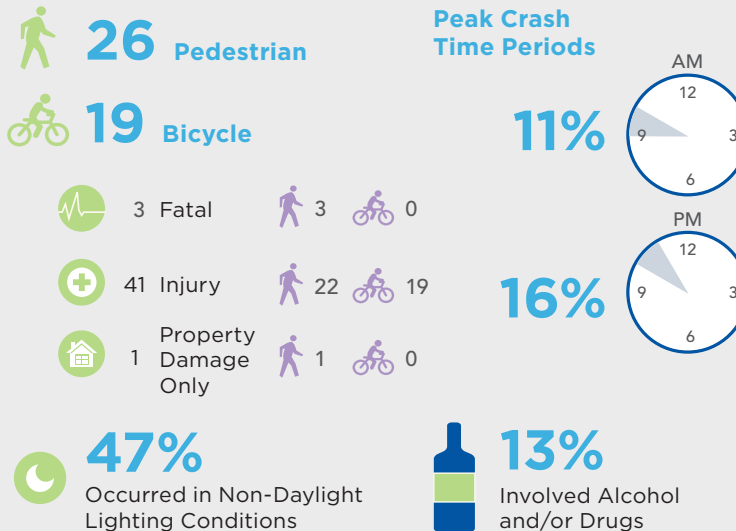 26 Pedestrian
19 Bicycle
3 Fatal 3 0
41 Injury 22 19
1 Property
Damage
Only 1 0
Peak Crash
Time Periods
AM
11%
12
9 3
6
PM
16%
12
9 3
6
47%
Occurred in Non-Daylight
Lighting Conditions
13%
Involved Alcohol
and/or Drugs